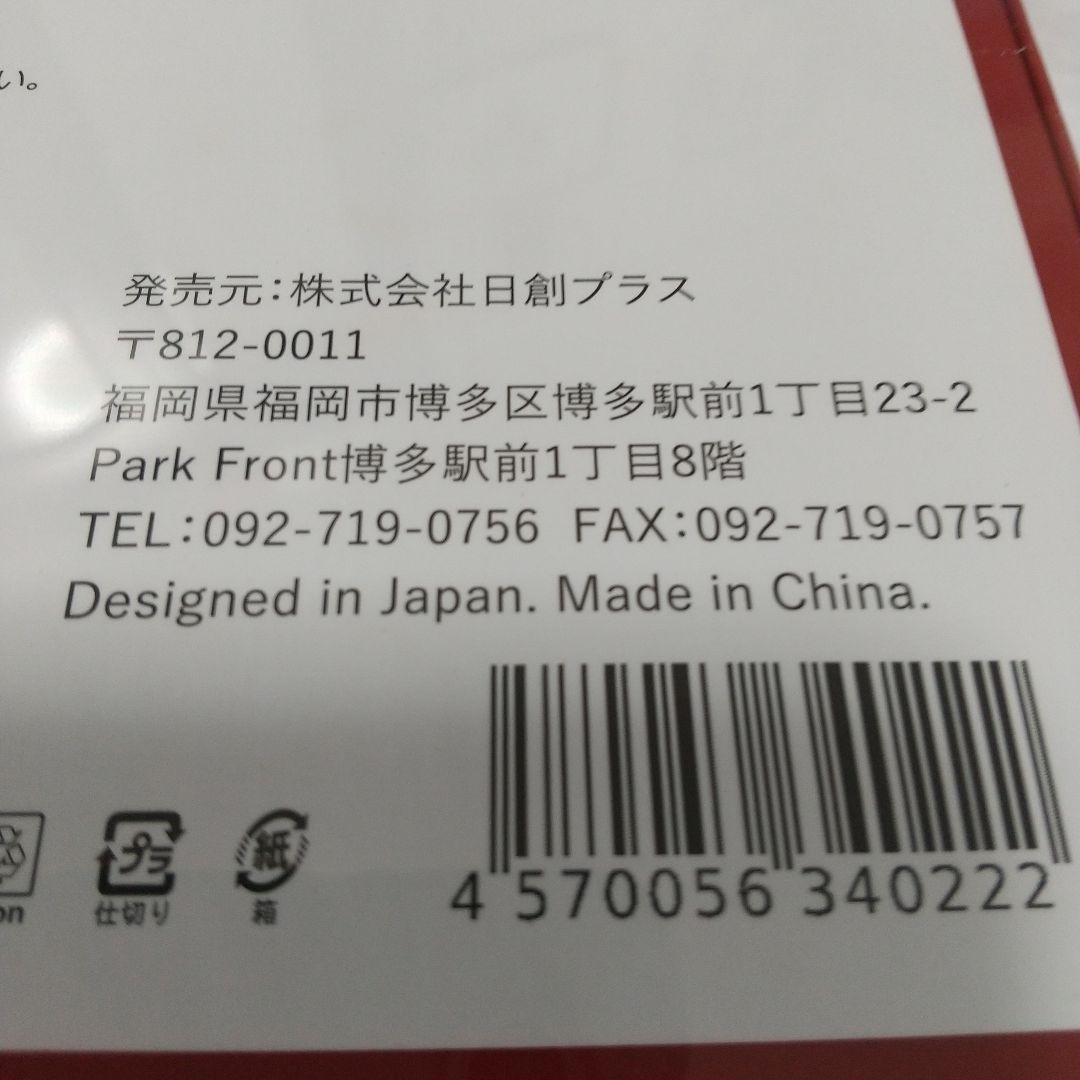 い。
発売元：株式会社日創プラス
〒812-0011
福岡県福岡市博多区博多駅前1丁目23-2
Park Front博多駅前1丁目8階
TEL：092-719-0756 FAX：092-719-0757
Designed in Japan. Made in China.
プラ 紙
on 仕切り 箱
4 570056 340222